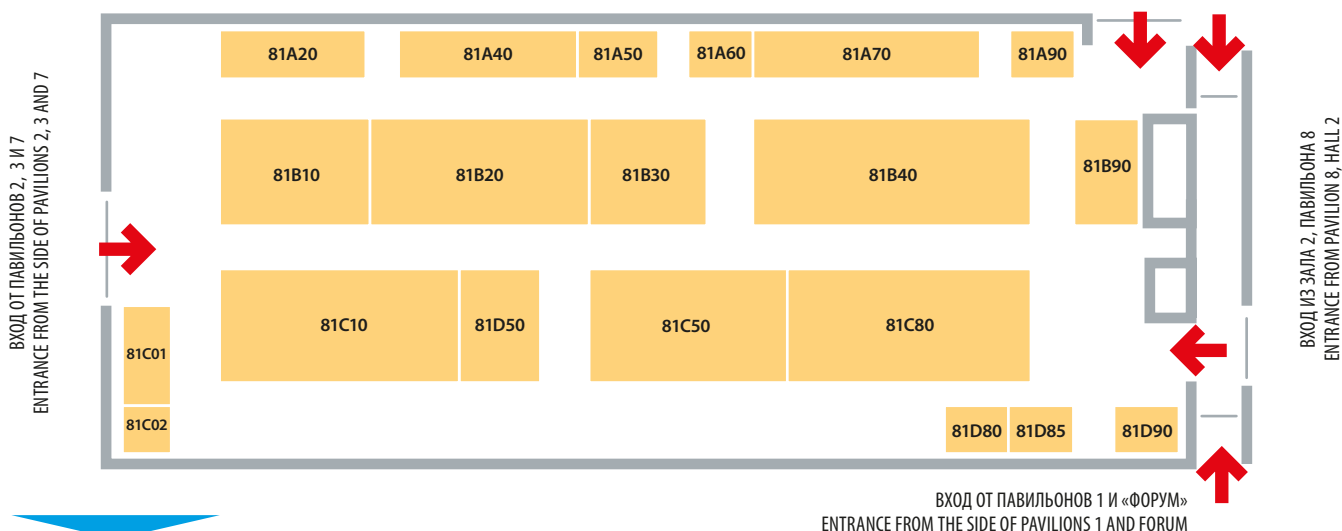 81A20
81A40
81A50
81A60
81A70
81A90
ВХОД ОТ ПАВИЛЬОНОВ 2, 3 И 7
ENTRANCE FROM THE SIDE OF PAVILIONS 2, 3 AND 7
81B10
81B20
81B30
81B40
81B90
ВХОД ИЗ ЗАЛА 2, ПАВИЛЬОНА 8
ENTRANCE FROM PAVILION 8, HALL 2
81C10
81D50
81C50
81C80
81C01
81C02
81D80
81D85
81D90
ВХОД ОТ ПАВИЛЬОНОВ 1 И «ФОРУМ»
ENTRANCE FROM THE SIDE OF PAVILIONS 1 AND FORUM